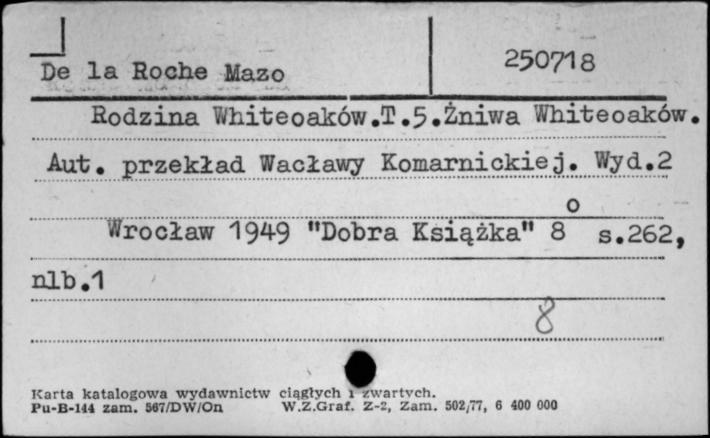 De la Roche Mazo 250718
Rodzina Whiteoaków.T.5.Żniwa Whiteoaków.
Aut. przekład Wacławy Komarnickiej. Wyd.2
Wrocław 1949 "Dobra Książka" 8° s.262,
nlb.1
8
Karta katalogowa wydawnictw ciągłych i zwartych.
Pu-B-144 zam. 567/DW/On W.Z.Graf. Z-2, Zam. 502/77, 6 400 000